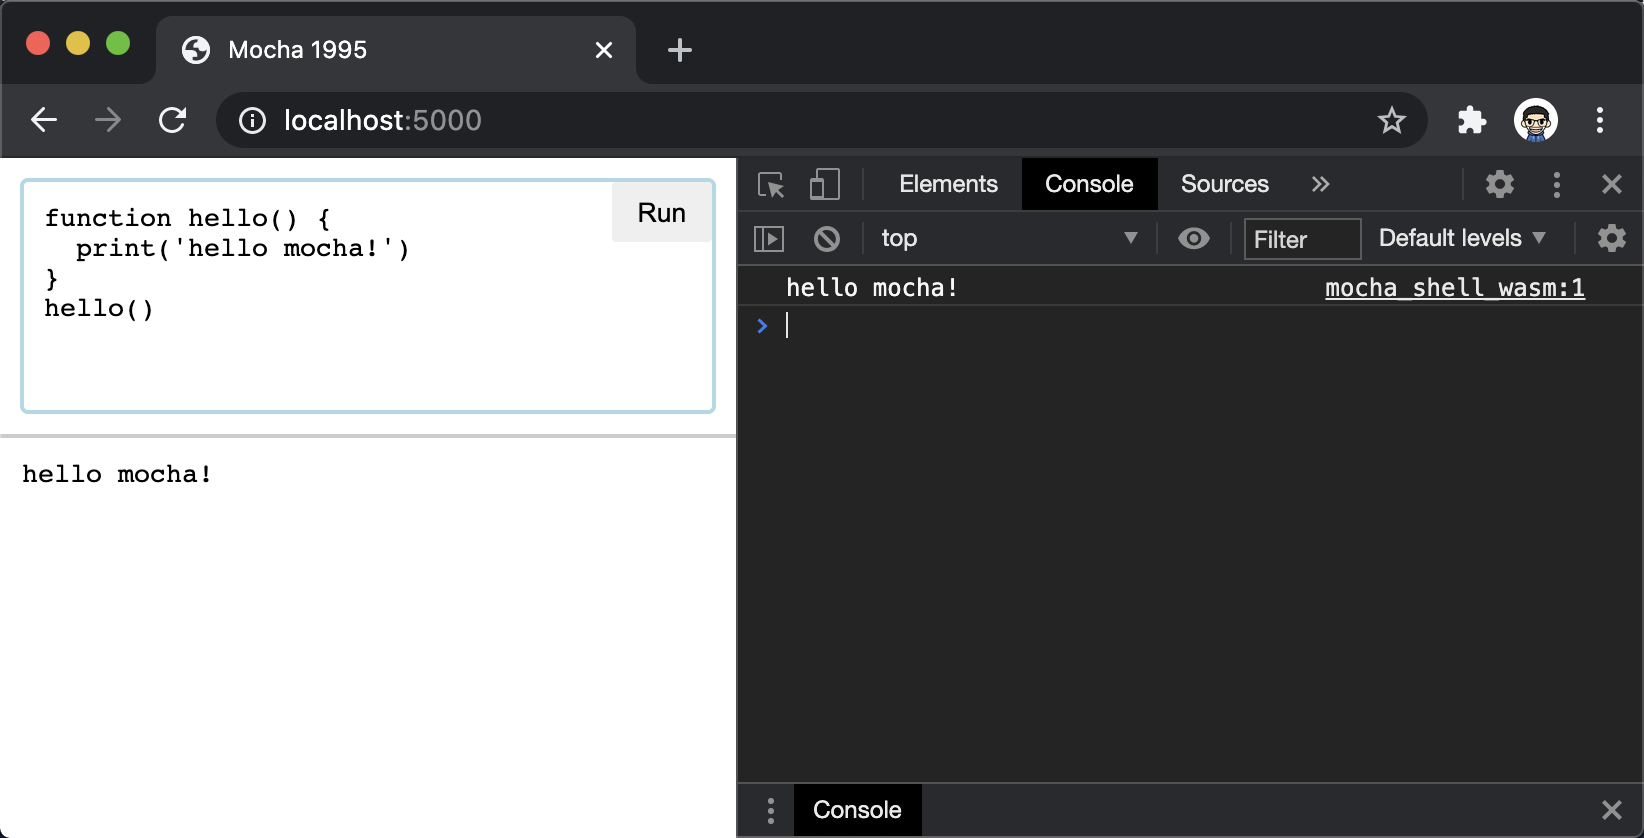 Mocha 1995
localhost:5000
function hello() {
  print('hello mocha!')
}
hello()
Run
hello mocha!
Elements Console Sources
top Filter Default levels
hello mocha! mocha_shell_wasm:1
Console